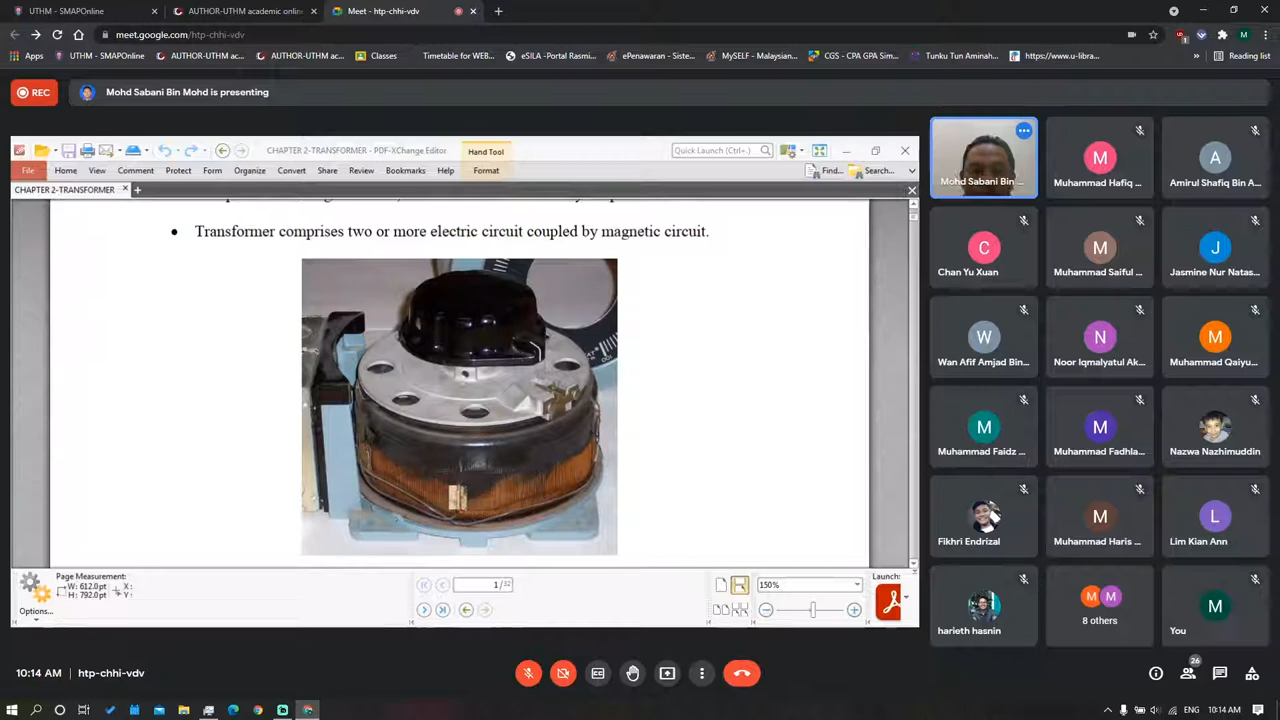 UTHM - SMAPOnline
AUTHOR-UTHM academic onlin
Meet - htp-chhi-vdv
meet.google.com/htp-chhi-vdv
Apps
UTHM - SMAPOnline
AUTHOR-UTHM ac...
AUTHOR-UTHM ac...
Classes
Timetable for WEB...
eSILA -Portal Rasmi...
ePenawaran - Siste...
MySELF - Malaysian...
CGS - CPA GPA Sim...
Tunku Tun Aminah...
https://www.u-libra...
»
Reading list
REC
Mohd Sabani Bin Mohd is presenting
CHAPTER 2-TRANSFORMER - PDF-XChange Editor
Hand Tool
Quick Launch (Ctrl+.)
File
Home
View
Comment
Protect
Form
Organize
Convert
Share
Review
Bookmarks
Help
Format
Find...
Search...
CHAPTER 2-TRANSFORMER
• Transformer comprises two or more electric circuit coupled by magnetic circuit.
Page Measurement:
W: 612.0pt
H: 792.0pt
X:
Y:
Options...
1/32
150%
Launch:
Mohd Sabani Bin ...
Muhammad Hafiq ...
Amirul Shafiq Bin A...
Chan Yu Xuan
Muhammad Saiful ...
Jasmine Nur Natas...
Wan Afif Amjad Bin...
Noor Iqmalyatul Ak...
Muhammad Qaiyu...
Muhammad Faidz ...
Muhammad Fadhla...
Nazwa Nazhimuddin
Fikhri Endrizal
Muhammad Haris ...
Lim Kian Ann
harieth hasnin
8 others
You
M
A
C
M
J
W
N
M
M
M
M
L
M M
M
10:14 AM
htp-chhi-vdv
26
ENG
10:14 AM